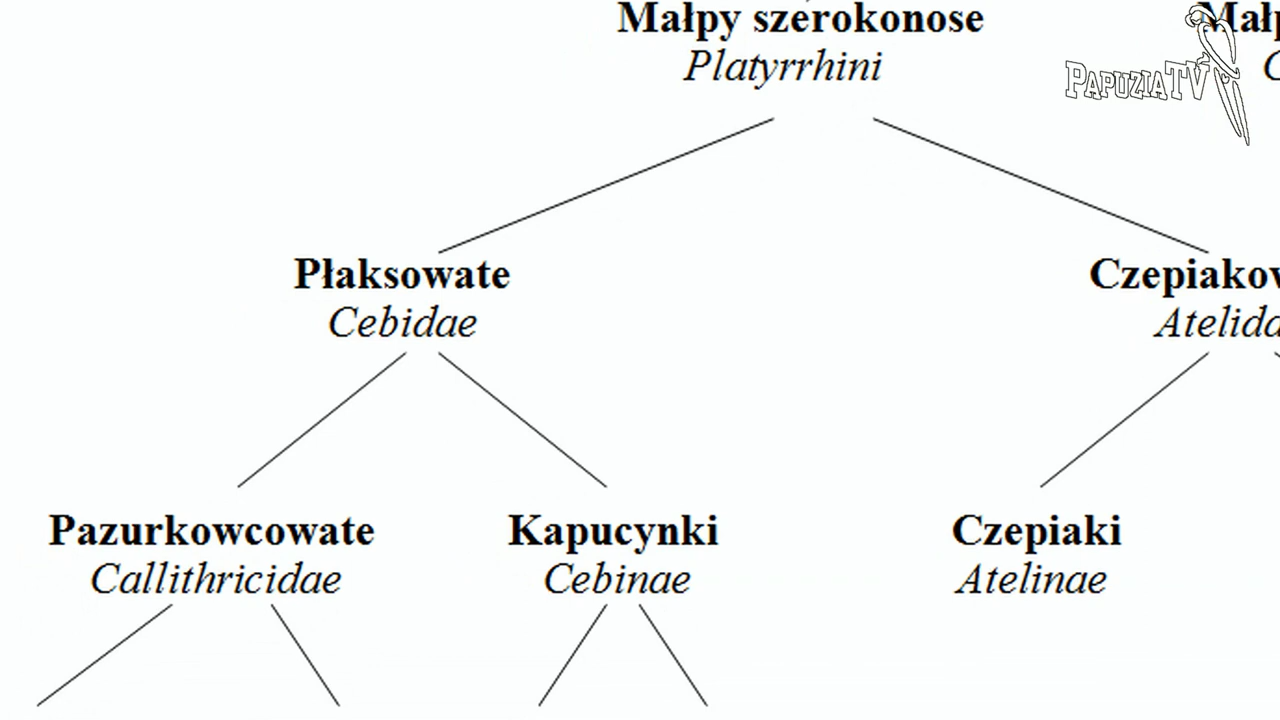 Małpy szerokonose
Platyrrhini
PAPUZIATV
Płaksowate
Cebidae
Pazurkowcowate
Callithricidae
Kapucynki
Cebinae
Czepiaki
Atelinae